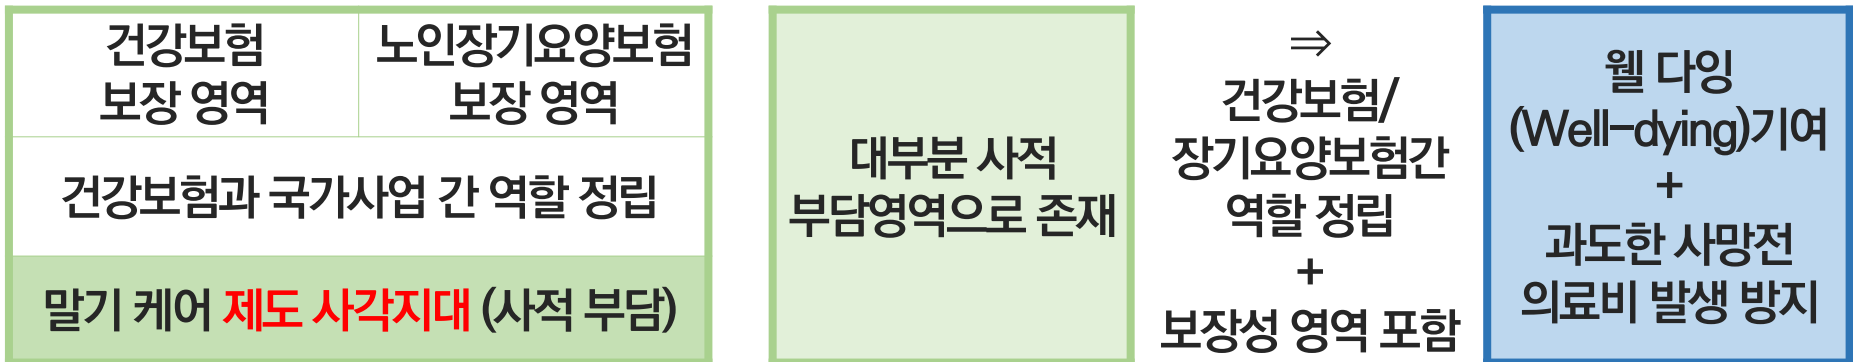 건강보험
보장 영역
노인장기요양보험
보장 영역
건강보험과 국가사업 간 역할 정립
말기 케어 제도 사각지대 (사적 부담)
대부분 사적
부담영역으로 존재
⇒
건강보험/
장기요양보험간
역할 정립
+
보장성 영역 포함
웰 다잉
(Well-dying)기여
+
과도한 사망전
의료비 발생 방지